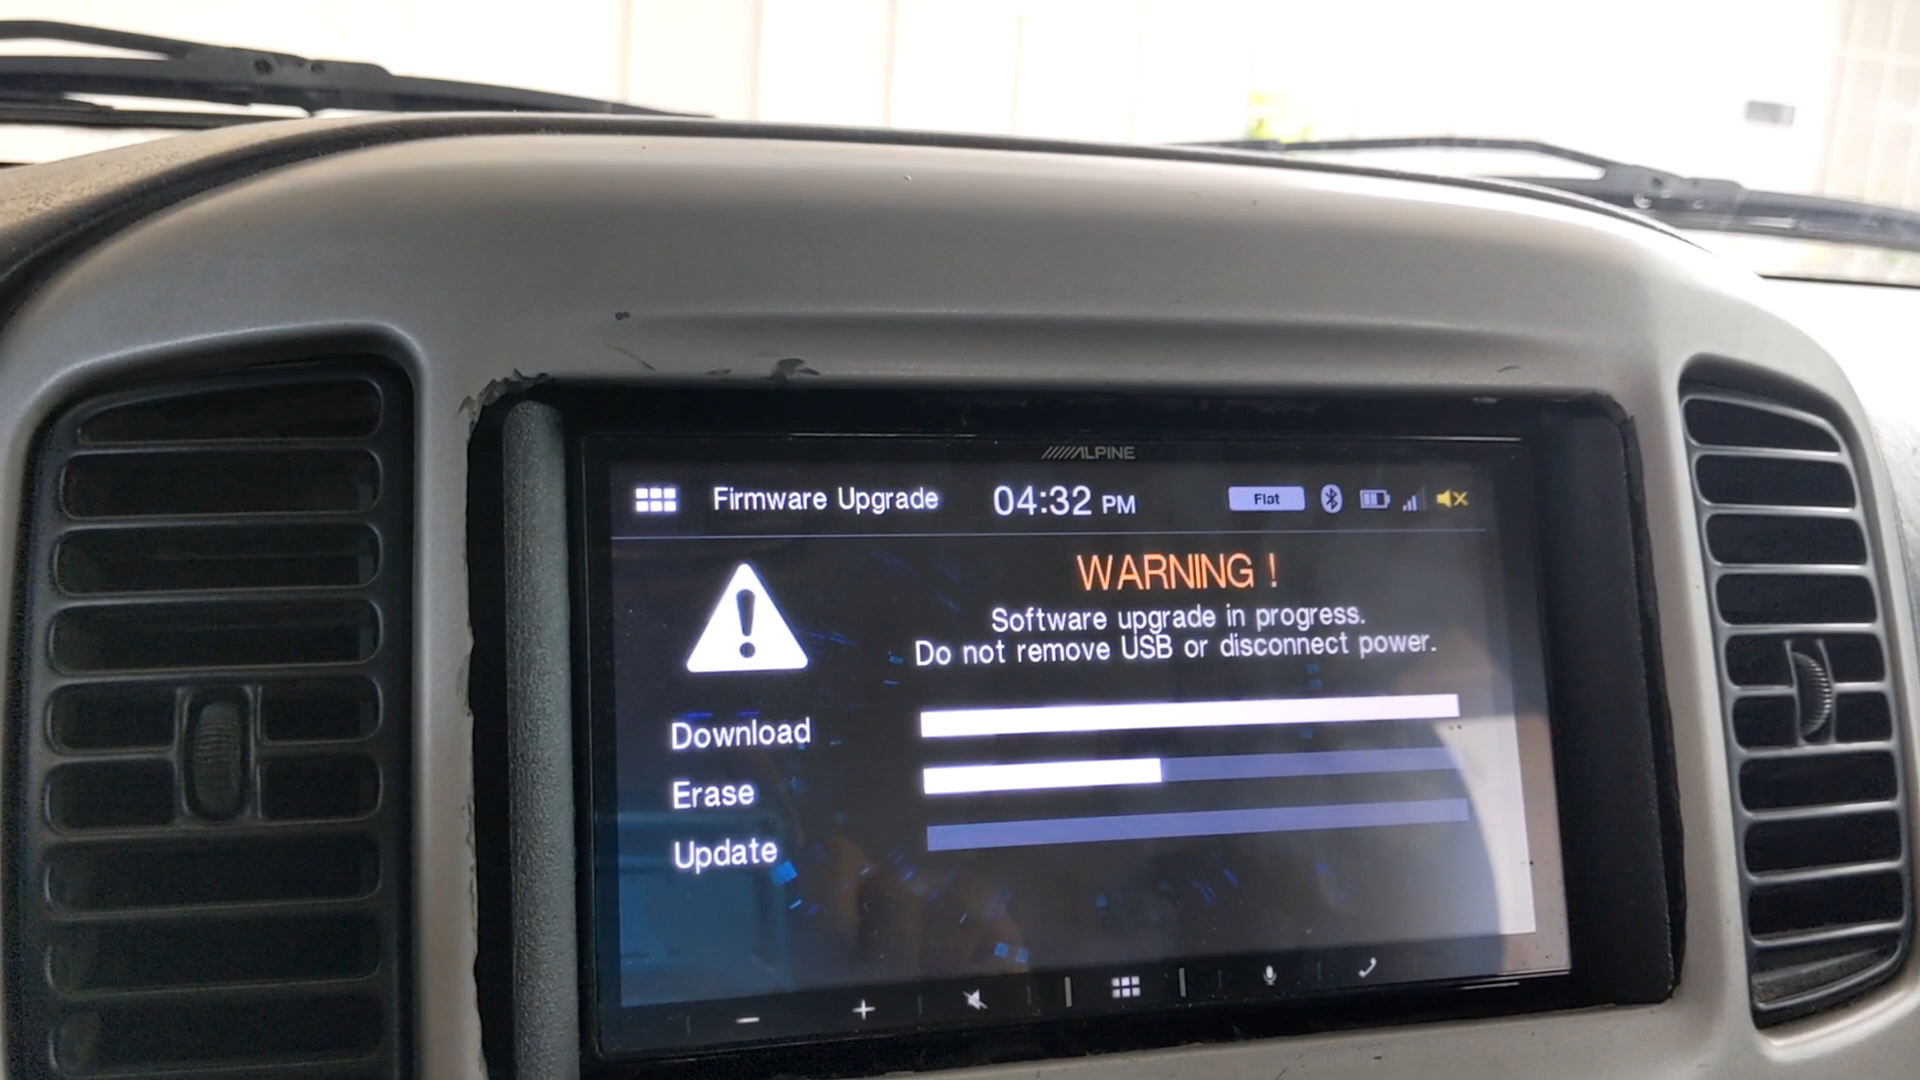 ALPINE
Firmware Upgrade 04:32 PM Flat
WARNING !
Software upgrade in progress.
Do not remove USB or disconnect power.
Download
Erase
Update